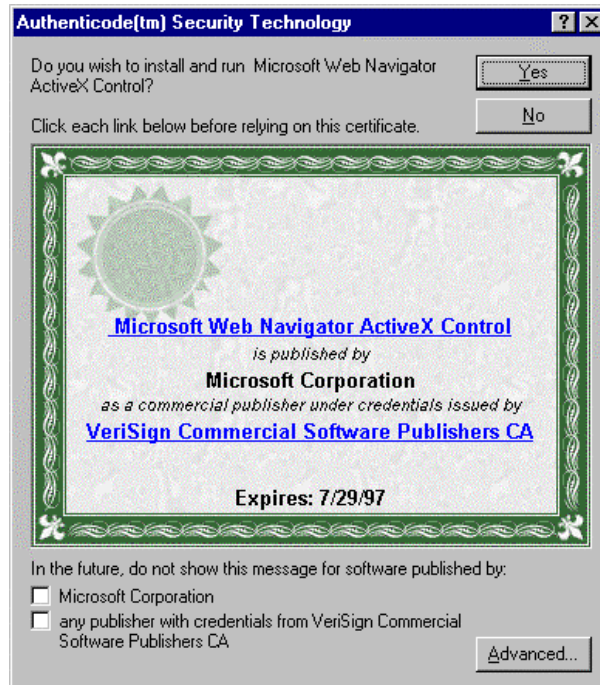 Authenticode(tm) Security Technology
Do you wish to install and run Microsoft Web Navigator
ActiveX Control?
Yes
No
Click each link below before relying on this certificate.
Microsoft Web Navigator ActiveX Control
is published by
Microsoft Corporation
as a commercial publisher under credentials issued by
VeriSign Commercial Software Publishers CA
Expires: 7/29/97
In the future, do not show this message for software published by:
Microsoft Corporation
any publisher with credentials from VeriSign Commercial
Software Publishers CA
Advanced...